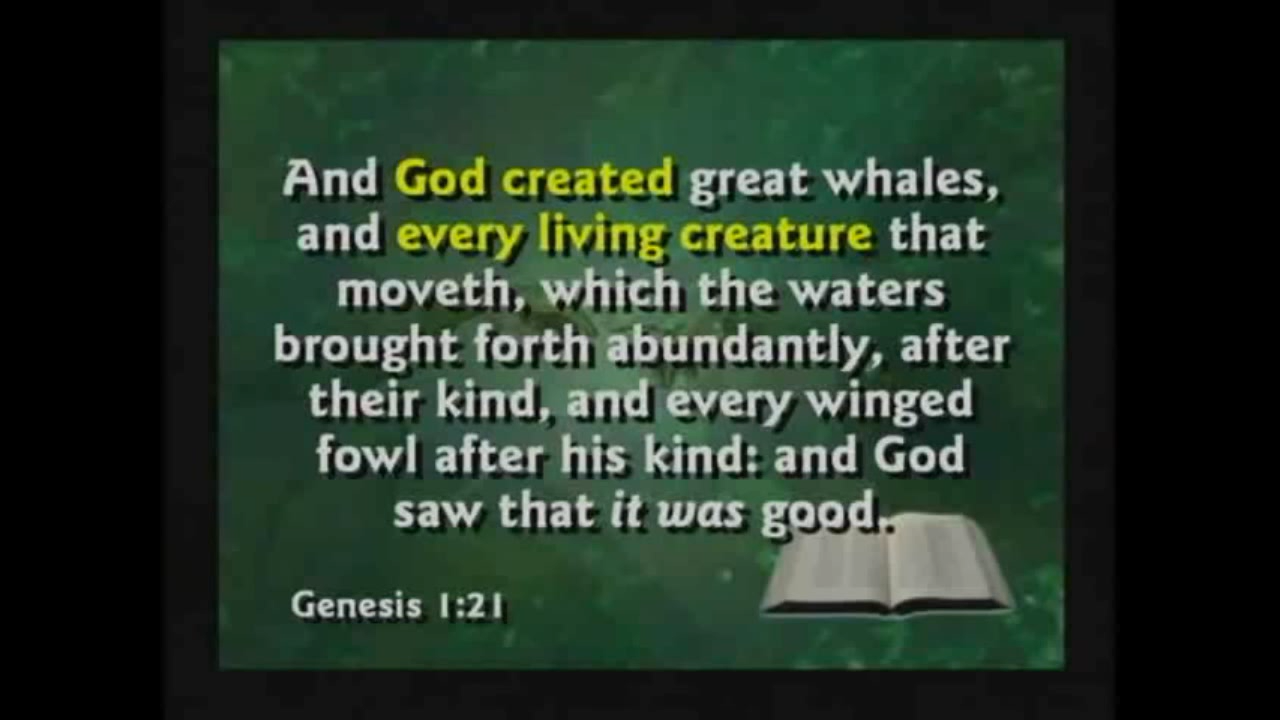 And God created great whales,
and every living creature that
moveth, which the waters
brought forth abundantly, after
their kind, and every winged
fowl after his kind: and God
saw that it was good.
Genesis 1:21